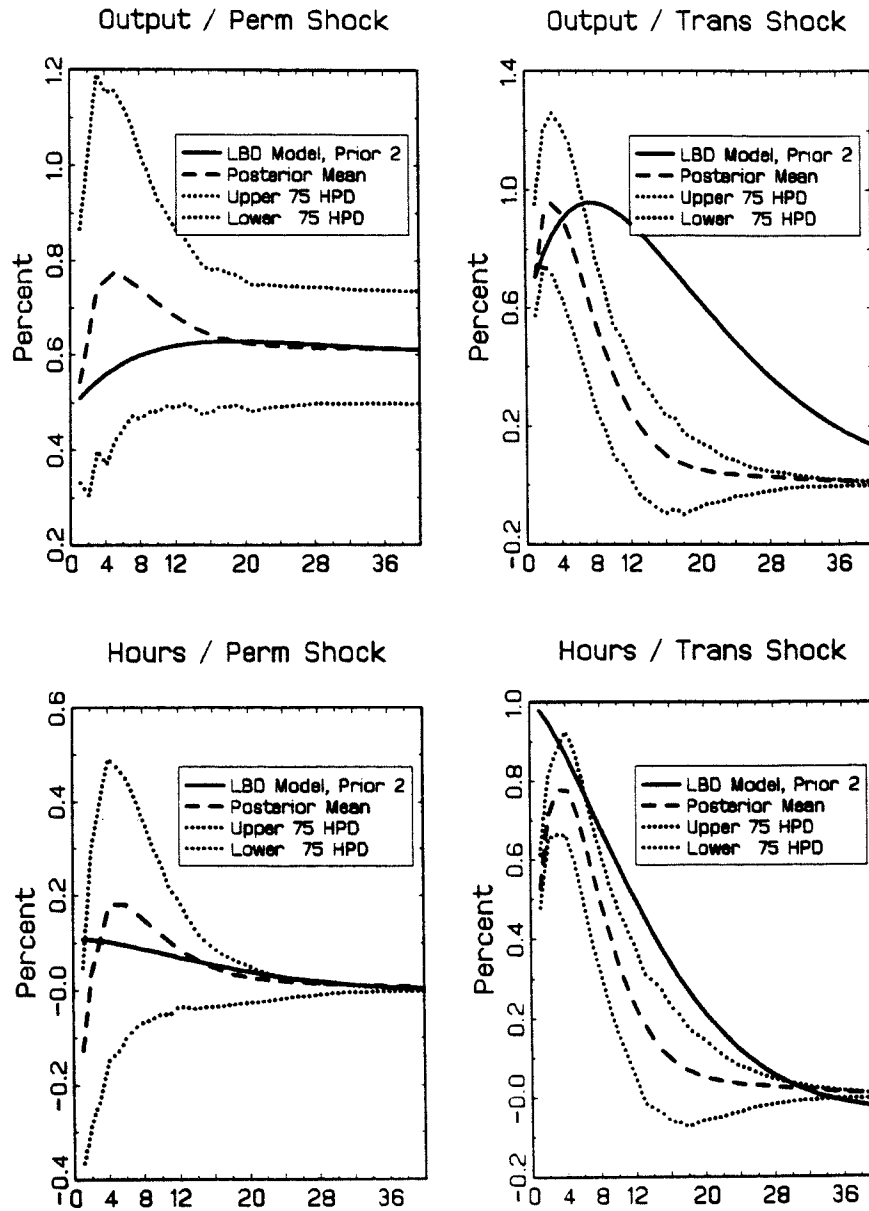 Output / Perm Shock
Percent
1.2
1.0
0.8
0.6
0.4
0.2
LBD Model, Prior 2
Posterior Mean
Upper 75 HPD
Lower 75 HPD
0 4 8 12 20 28 36
Output / Trans Shock
Percent
1.4
1.0
0.6
0.2
-0.2
LBD Model, Prior 2
Posterior Mean
Upper 75 HPD
Lower 75 HPD
0 4 8 12 20 28 36
Hours / Perm Shock
Percent
0.6
0.4
0.2
-0.0
-0.2
-0.4
LBD Model, Prior 2
Posterior Mean
Upper 75 HPD
Lower 75 HPD
0 4 8 12 20 28 36
Hours / Trans Shock
Percent
1.0
0.8
0.6
0.4
0.2
-0.0
-0.2
LBD Model, Prior 2
Posterior Mean
Upper 75 HPD
Lower 75 HPD
0 4 8 12 20 28 36